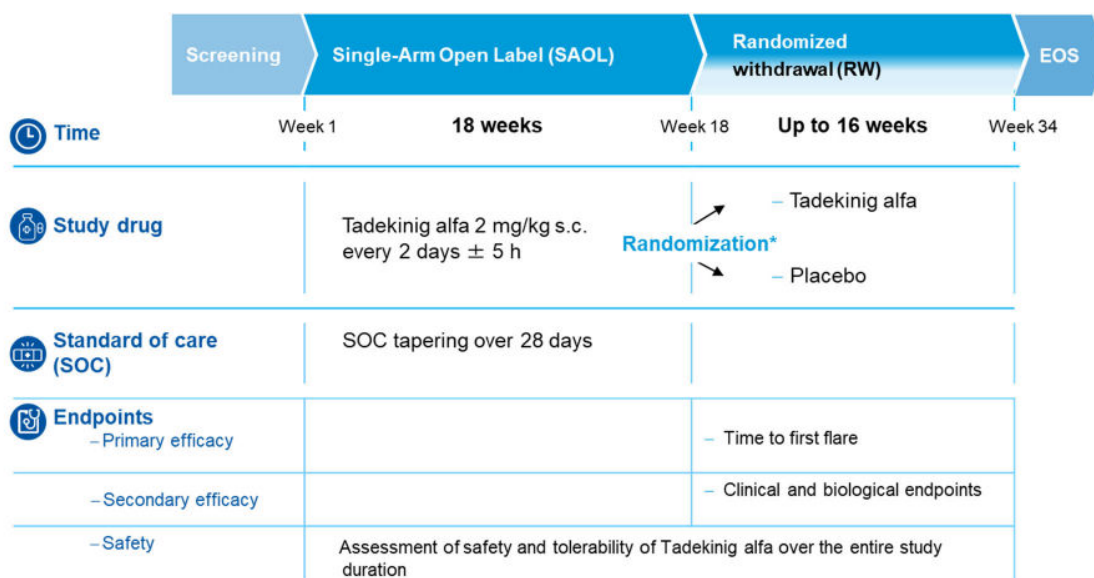 Screening
Single-Arm Open Label (SAOL)
Randomized
withdrawal (RW)
EOS
Time
Week 1
18 weeks
Week 18
Up to 16 weeks
Week 34
Study drug
Tadekinig alfa 2 mg/kg s.c.
every 2 days ± 5 h
Randomization*
– Tadekinig alfa
– Placebo
Standard of care
(SOC)
SOC tapering over 28 days
Endpoints
– Primary efficacy
– Time to first flare
– Secondary efficacy
– Clinical and biological endpoints
– Safety
Assessment of safety and tolerability of Tadekinig alfa over the entire study
duration